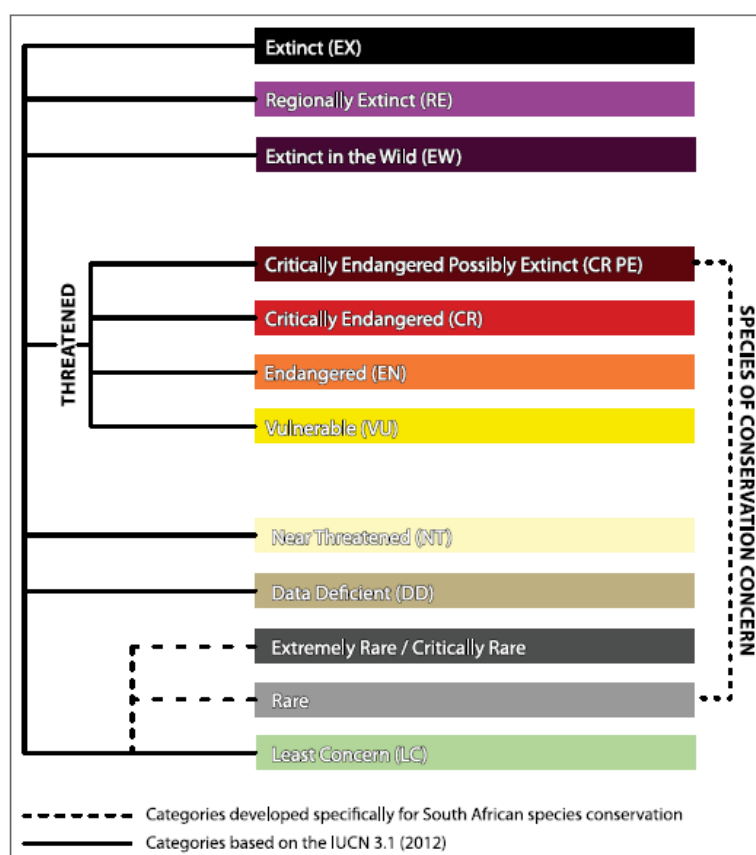 Extinct (EX)
Regionally Extinct (RE)
Extinct in the Wild (EW)
THREATENED
Critically Endangered Possibly Extinct (CR PE)
Critically Endangered (CR)
Endangered (EN)
Vulnerable (VU)
SPECIES OF CONSERVATION CONCERN
Near Threatened (NT)
Data Deficient (DD)
Extremely Rare / Critically Rare
Rare
Least Concern (LC)
Categories developed specifically for South African species conservation
Categories based on the IUCN 3.1 (2012)